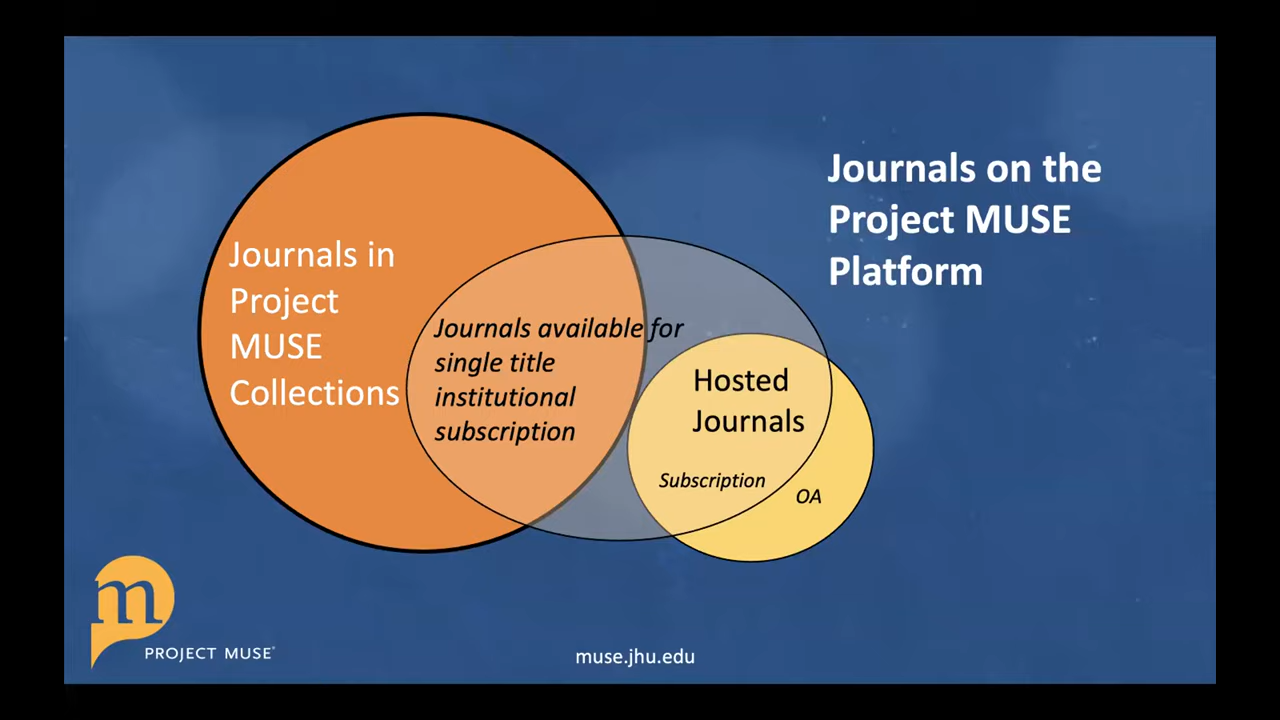 Journals on the
Project MUSE
Platform
Journals in
Project
MUSE
Collections
Journals available for
single title
institutional
subscription
Hosted
Journals
Subscription
OA
m
PROJECT MUSE®
muse.jhu.edu